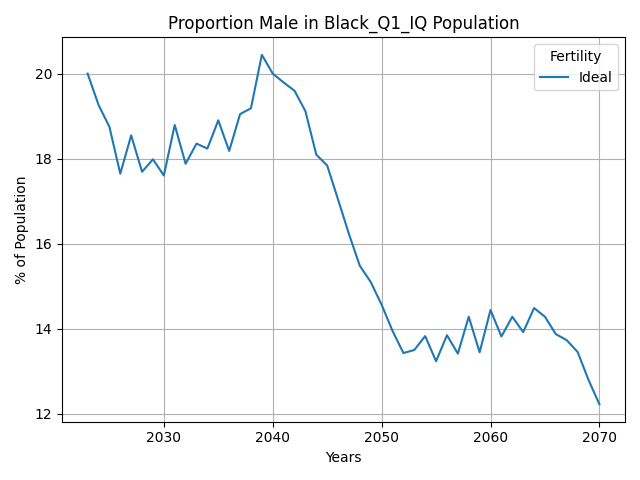 Proportion Male in Black_Q1_IQ Population
Fertility
Ideal
% of Population
20
18
16
14
12
2030
2040
2050
2060
2070
Years